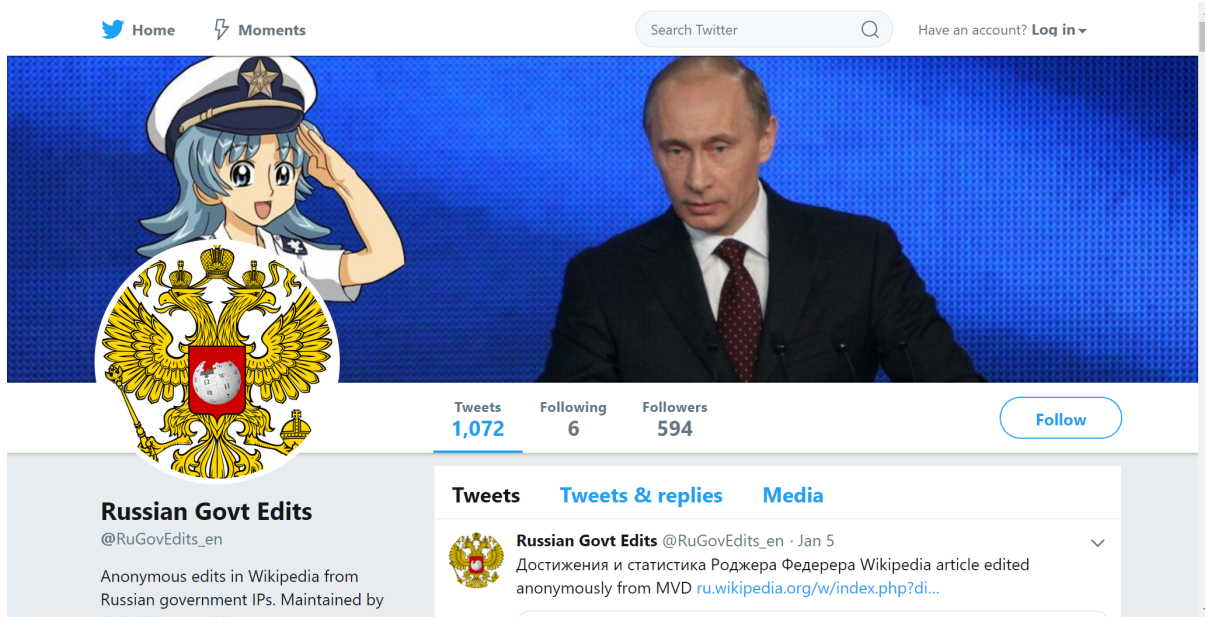 Home
Moments
Search Twitter
Have an account? Log in
Tweets
1,072
Following
6
Followers
594
Follow
Russian Govt Edits
@RuGovEdits_en
Anonymous edits in Wikipedia from
Russian government IPs. Maintained by
Tweets
Tweets & replies
Media
Russian Govt Edits @RuGovEdits_en · Jan 5
Достижения и статистика Роджера Федерера Wikipedia article edited
anonymously from MVD ru.wikipedia.org/w/index.php?di...